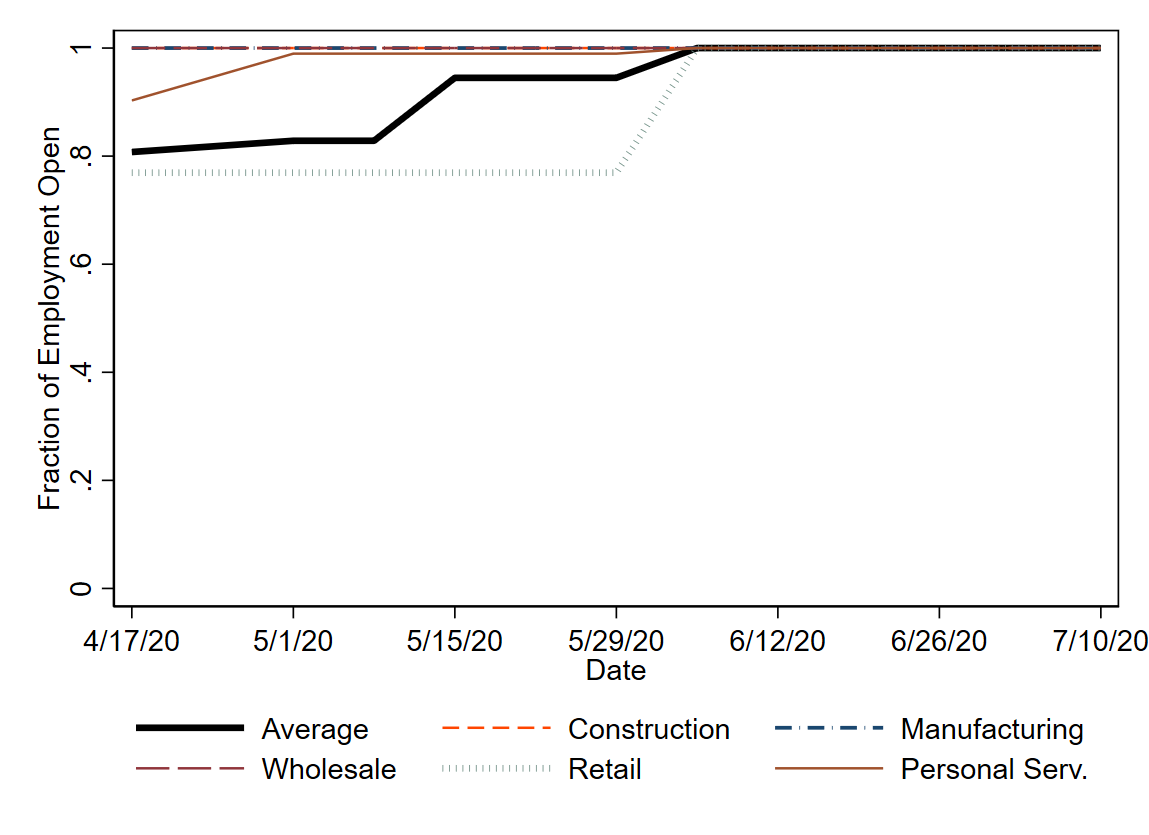 Fraction of Employment Open
1
.8
.6
.4
.2
0
4/17/20 5/1/20 5/15/20 5/29/20 6/12/20 6/26/20 7/10/20
Date
Average Construction Manufacturing
Wholesale Retail Personal Serv.